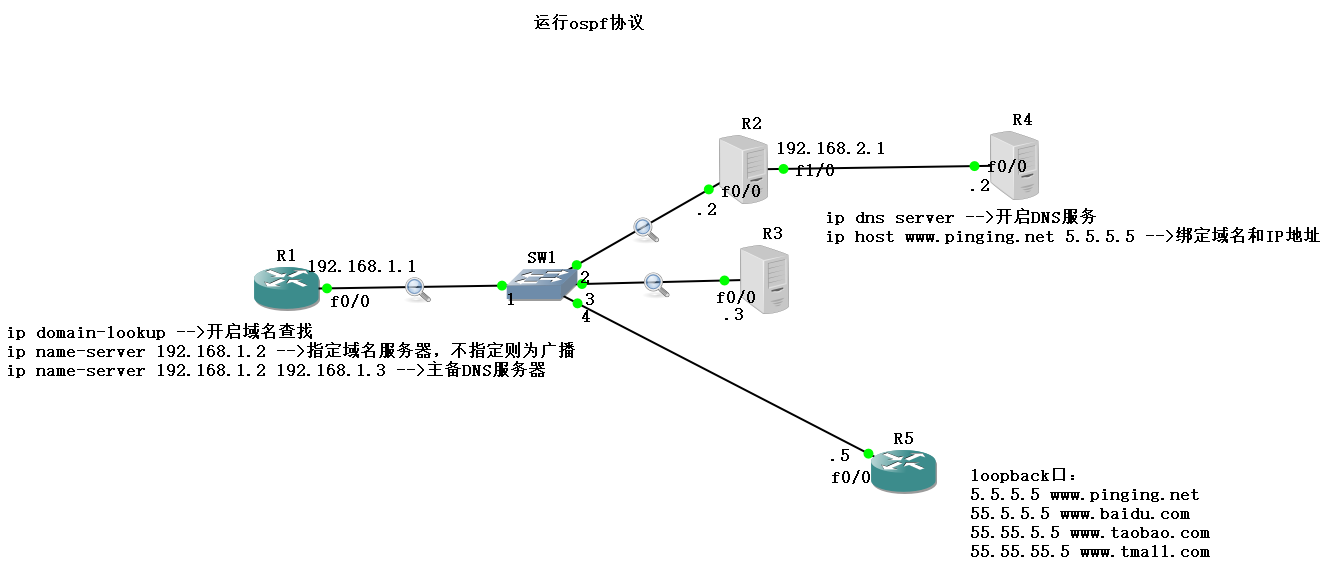 运行ospf协议
R2
R4
192.168.2.1
f1/0
f0/0
.2
f0/0
.2
ip dns server -->开启DNS服务
ip host www.pinging.net 5.5.5.5 -->绑定域名和IP地址
R3
R1
192.168.1.1
SW1
f0/0
1
2
3
4
f0/0
.3
ip domain-lookup -->开启域名查找
ip name-server 192.168.1.2 -->指定域名服务器，不指定则为广播
ip name-server 192.168.1.2 192.168.1.3 -->主备DNS服务器
R5
.5
f0/0
loopback口：
5.5.5.5 www.pinging.net
55.5.5.5 www.baidu.com
55.55.5.5 www.taobao.com
55.55.55.5 www.tmall.com